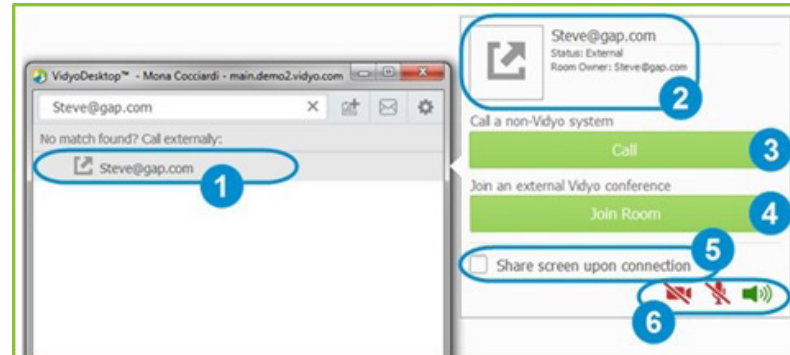 VidyoDesktop™ - Mona Cocciardi - main.demo2.vidyo.com
Steve@gap.com
No match found? Call externally:
Steve@gap.com
1
Steve@gap.com
Status: External
Room Owner: Steve@gap.com
2
Call a non-Vidyo system
Call
3
Join an external Vidyo conference
Join Room
4
5
Share screen upon connection
6